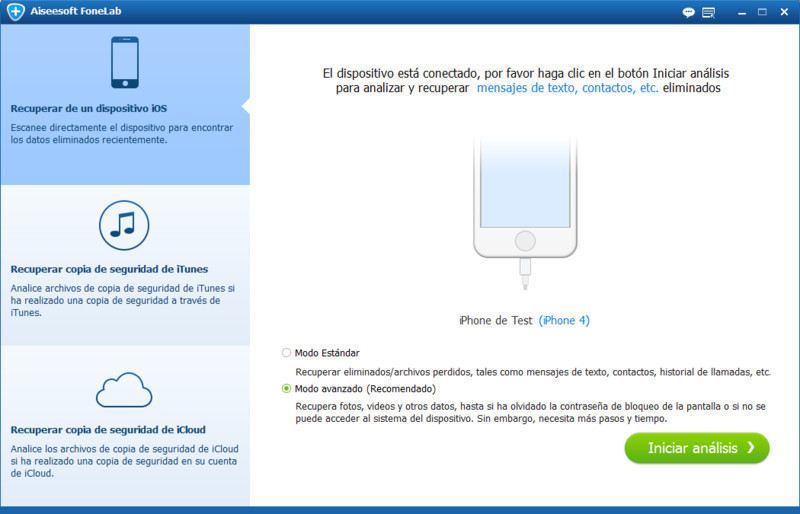 Aiseesoft FoneLab
Recuperar de un dispositivo iOS
Escanee directamente el dispositivo para encontrar
los datos eliminados recientemente.
Recuperar copia de seguridad de iTunes
Analice archivos de copia de seguridad de iTunes si
ha realizado una copia de seguridad a través de
iTunes.
Recuperar copia de seguridad de iCloud
Analice los archivos de copia de seguridad de iCloud
si ha realizado una copia de seguridad en su cuenta
de iCloud.
El dispositivo está conectado, por favor haga clic en el botón Iniciar análisis
para analizar y recuperar mensajes de texto, contactos, etc. eliminados
iPhone de Test (iPhone 4)
Modo Estándar
Recuperar eliminados/archivos perdidos, tales como mensajes de texto, contactos, historial de llamadas, etc.
Modo avanzado (Recomendado)
Recupera fotos, videos y otros datos, hasta si ha olvidado la contraseña de bloqueo de la pantalla o si no se
puede acceder al sistema del dispositivo. Sin embargo, necesita más pasos y tiempo.
Iniciar análisis